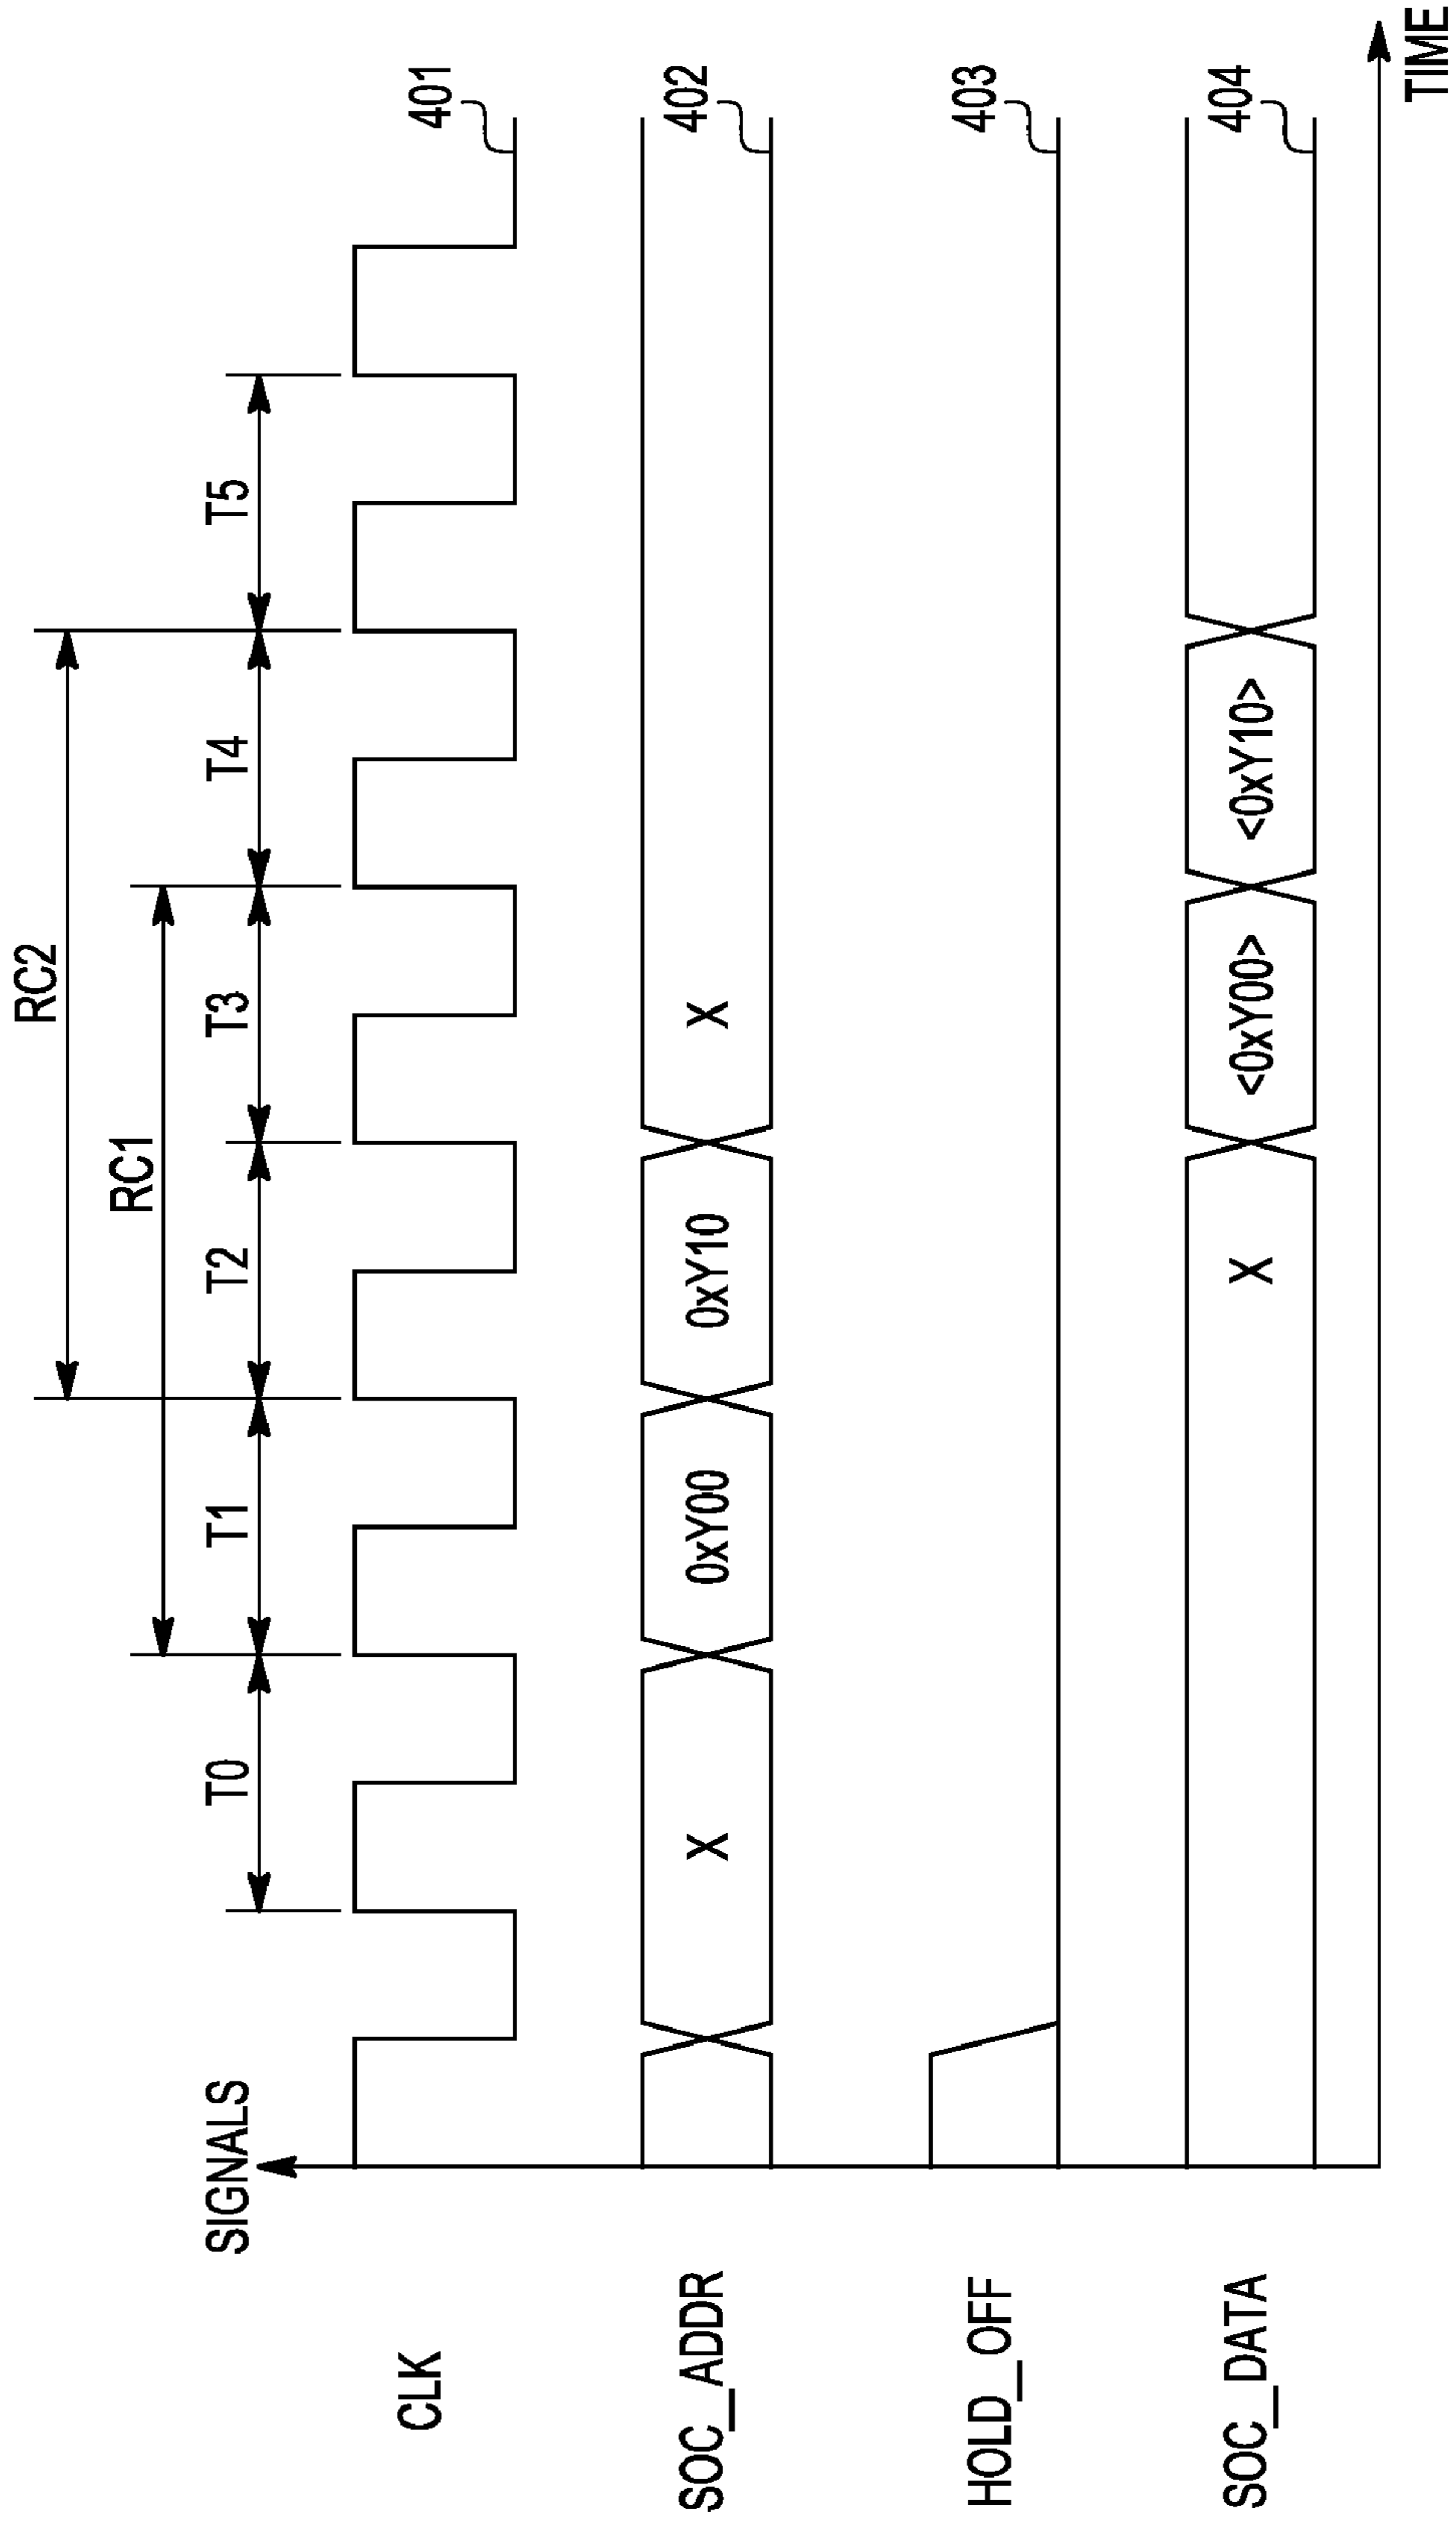 RC2
RC1
SIGNALS
T0 T1 T2 T3 T4 T5
CLK
401
SOC_ADDR
X 0xY00 0xY10 X
402
HOLD_OFF
403
SOC_DATA
X <0xY00> <0xY10>
404
TIME